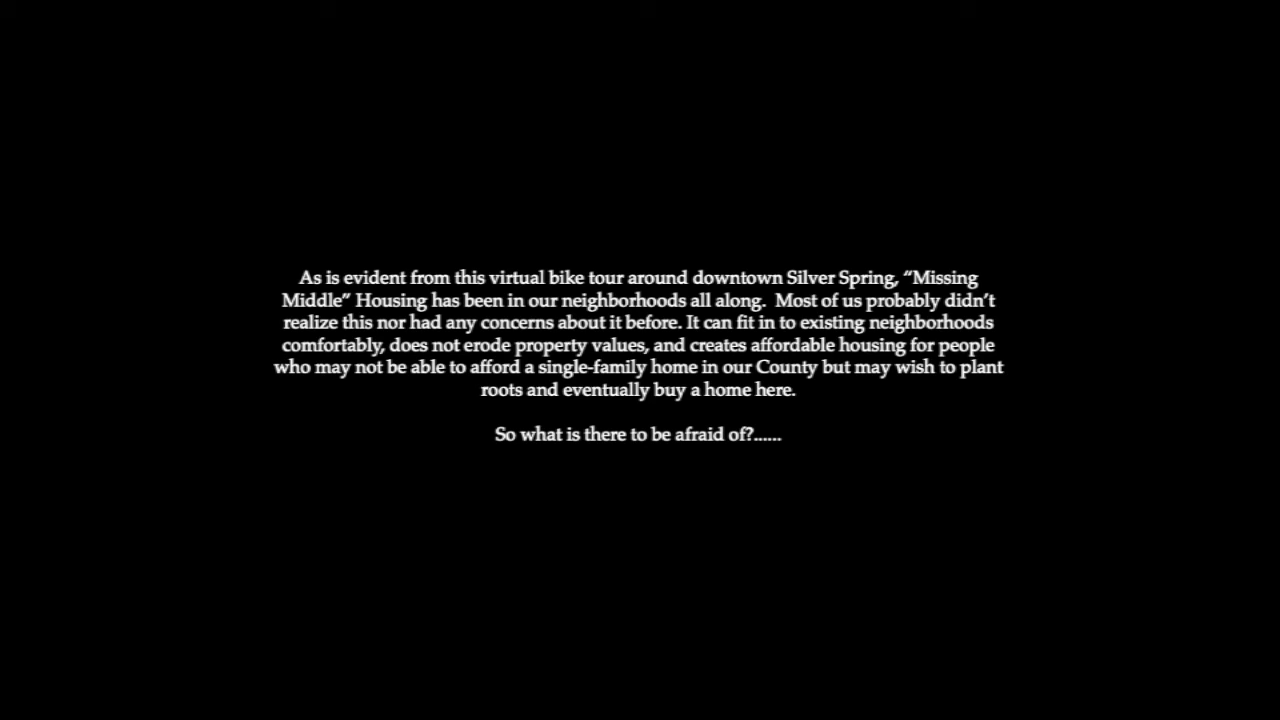 As is evident from this virtual bike tour around downtown Silver Spring, “Missing
Middle” Housing has been in our neighborhoods all along.  Most of us probably didn’t
realize this nor had any concerns about it before. It can fit in to existing neighborhoods
comfortably, does not erode property values, and creates affordable housing for people
who may not be able to afford a single-family home in our County but may wish to plant
roots and eventually buy a home here.
So what is there to be afraid of?......